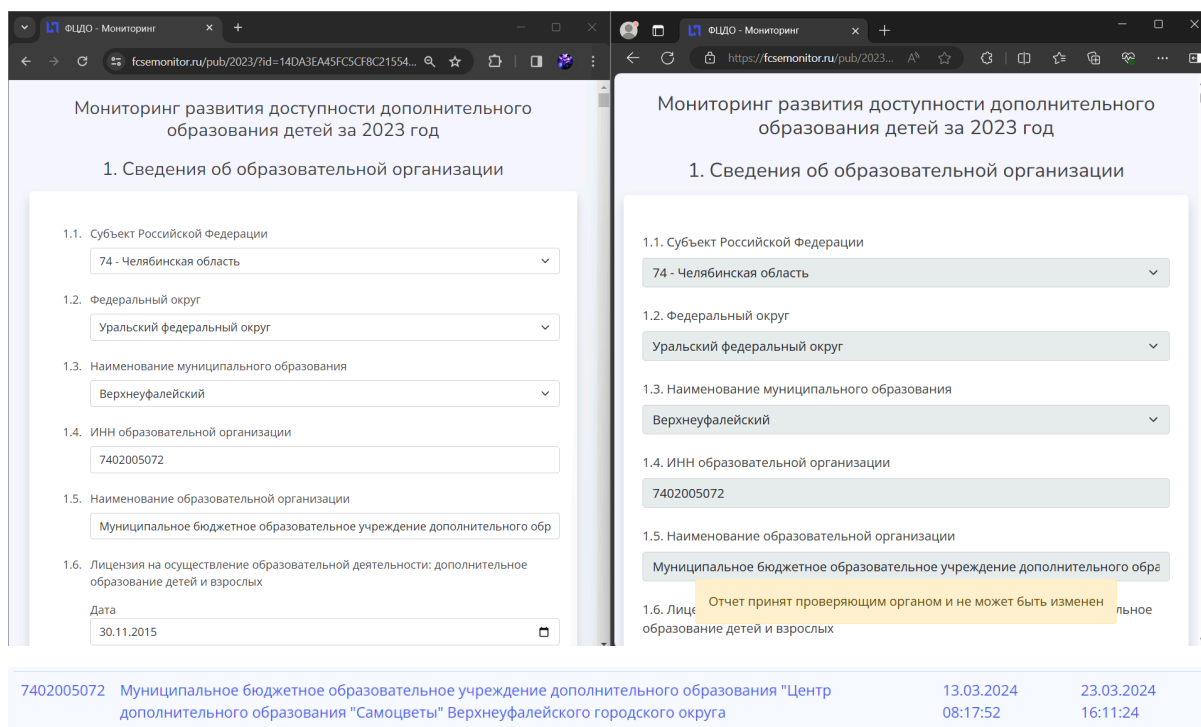 ФЦДО - Мониторинг
fcsemonitor.ru/pub/2023/?id=14DA3EA45FC5CF8C21554...
Мониторинг развития доступности дополнительного
образования детей за 2023 год
1. Сведения об образовательной организации
1.1. Субъект Российской Федерации
74 - Челябинская область
1.2. Федеральный округ
Уральский федеральный округ
1.3. Наименование муниципального образования
Верхнеуфалейский
1.4. ИНН образовательной организации
7402005072
1.5. Наименование образовательной организации
Муниципальное бюджетное образовательное учреждение дополнительного обр
1.6. Лицензия на осуществление образовательной деятельности: дополнительное
образование детей и взрослых
Дата
30.11.2015
ФЦДО - Мониторинг
https://fcsemonitor.ru/pub/2023...
Мониторинг развития доступности дополнительного
образования детей за 2023 год
1. Сведения об образовательной организации
1.1. Субъект Российской Федерации
74 - Челябинская область
1.2. Федеральный округ
Уральский федеральный округ
1.3. Наименование муниципального образования
Верхнеуфалейский
1.4. ИНН образовательной организации
7402005072
1.5. Наименование образовательной организации
Муниципальное бюджетное образовательное учреждение дополнительного обра
Отчет принят проверяющим органом и не может быть изменен
1.6. Лице льное
образование детей и взрослых
7402005072 Муниципальное бюджетное образовательное учреждение дополнительного образования "Центр 13.03.2024 23.03.2024
дополнительного образования "Самоцветы" Верхнеуфалейского городского округа 08:17:52 16:11:24